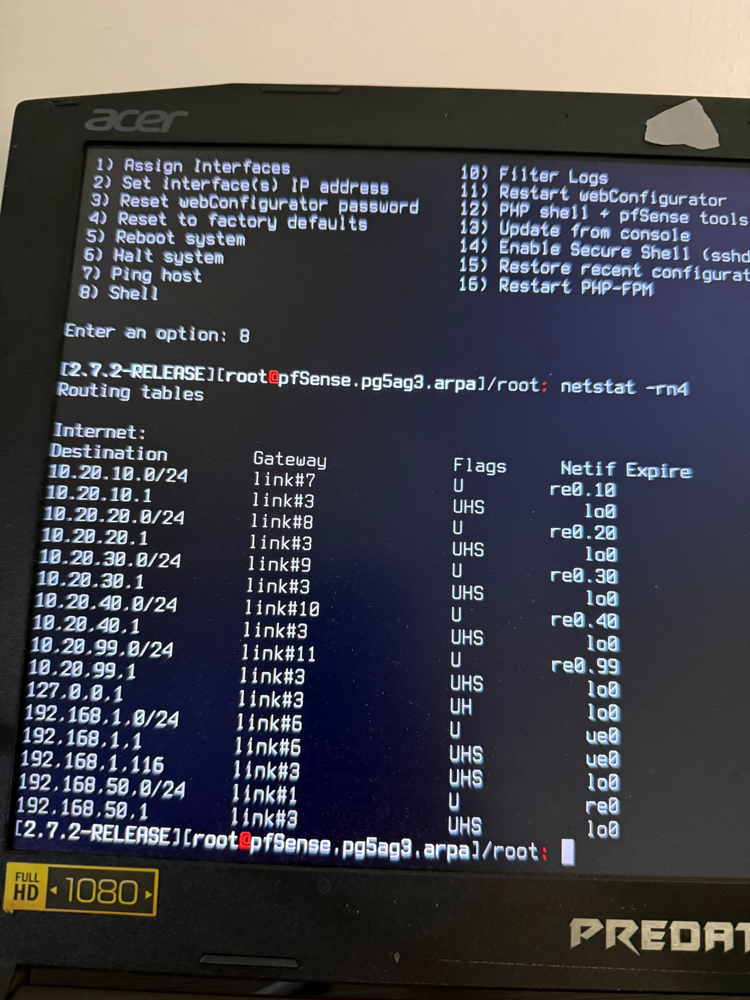 acer
1) Assign Interfaces 10) Filter Logs
2) Set interface(s) IP address 11) Restart webConfigurator
3) Reset webConfigurator password 12) PHP shell + pfSense tools
4) Reset to factory defaults 13) Update from console
5) Reboot system 14) Enable Secure Shell (sshd
6) Halt system 15) Restore recent configurat
7) Ping host 16) Restart PHP-FPM
8) Shell
Enter an option: 8
[2.7.2-RELEASE][root@pfSense.pg5ag3.arpa]/root: netstat -rn4
Routing tables
Internet:
Destination Gateway Flags Netif Expire
10.20.10.0/24 link#7 U re0.10
10.20.10.1 link#3 UHS lo0
10.20.20.0/24 link#8 U re0.20
10.20.20.1 link#3 UHS lo0
10.20.30.0/24 link#9 U re0.30
10.20.30.1 link#3 UHS lo0
10.20.40.0/24 link#10 U re0.40
10.20.40.1 link#3 UHS lo0
10.20.99.0/24 link#11 U re0.99
10.20.99.1 link#3 UHS lo0
127.0.0.1 link#3 UH lo0
192.168.1.0/24 link#6 U ue0
192.168.1.1 link#6 UHS ue0
192.168.1.116 link#3 UHS lo0
192.168.50.0/24 link#1 U re0
192.168.50.1 link#3 UHS lo0
[2.7.2-RELEASE][root@pfSense.pg5ag3.arpa]/root:
FULL HD 1080
PREDAT